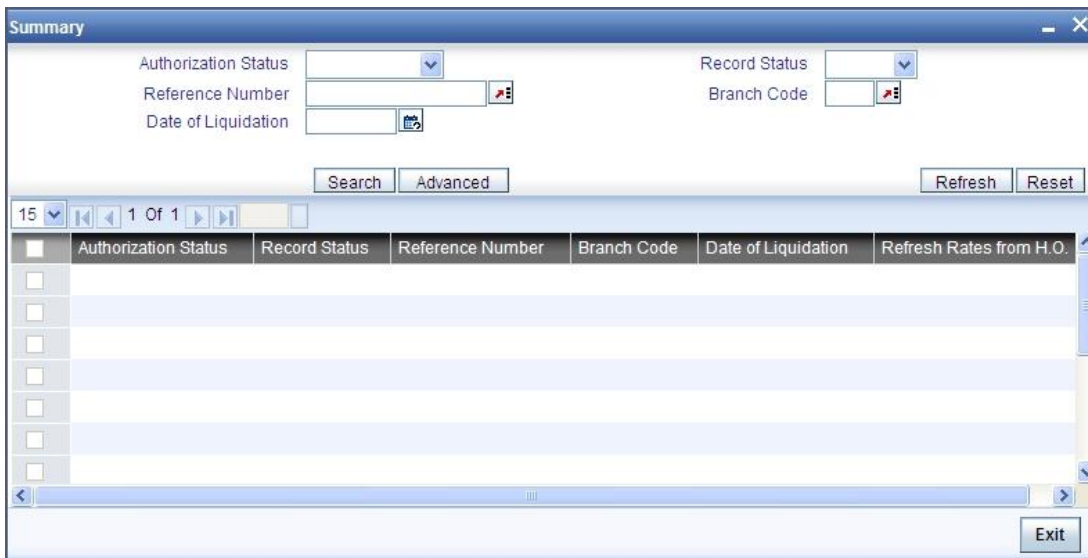 Summary
Authorization Status
Record Status
Reference Number
Branch Code
Date of Liquidation
Search Advanced Refresh Reset
15 1 Of 1
Authorization Status Record Status Reference Number Branch Code Date of Liquidation Refresh Rates from H.O.
Exit